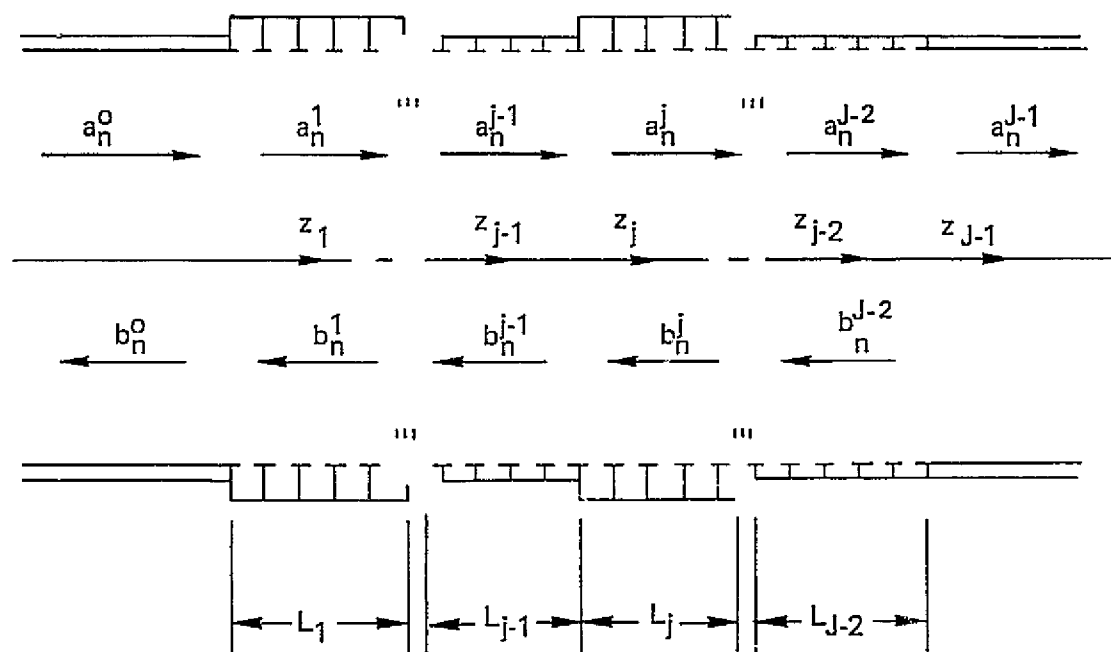 a_n^o a_n^1 a_n^{j-1} a_n^j a_n^{J-2} a_n^{J-1}
z_1 z_{j-1} z_j z_{j-2} z_{J-1}
b_n^o b_n^1 b_n^{j-1} b_n^j b_n^{J-2}
L_1 L_{j-1} L_j L_{J-2}